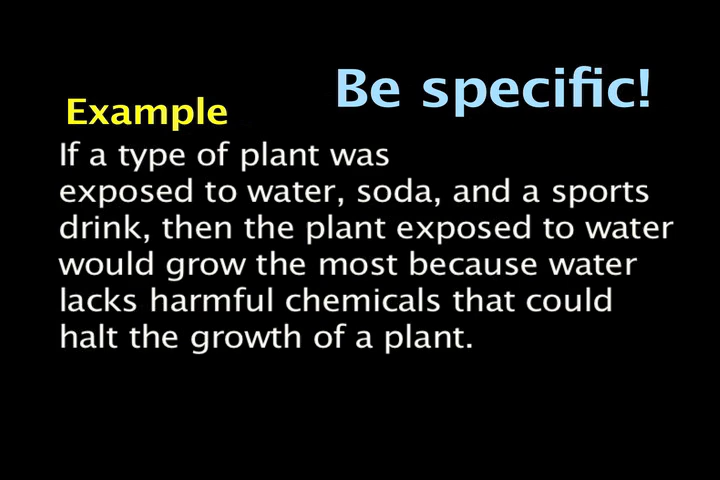 Be specific!
Example
If a type of plant was
exposed to water, soda, and a sports
drink, then the plant exposed to water
would grow the most because water
lacks harmful chemicals that could
halt the growth of a plant.